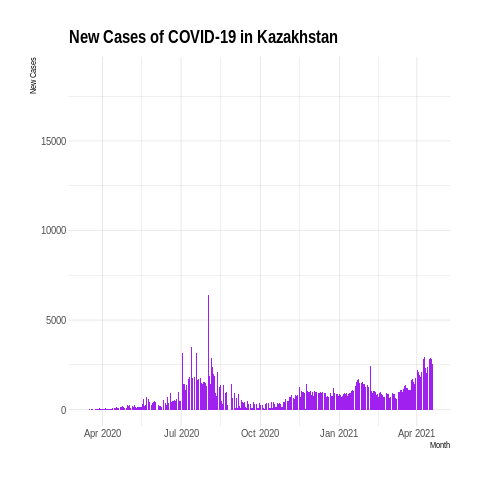 New Cases of COVID-19 in Kazakhstan
New Cases
15000
10000
5000
0
Apr 2020 Jul 2020 Oct 2020 Jan 2021 Apr 2021
Month